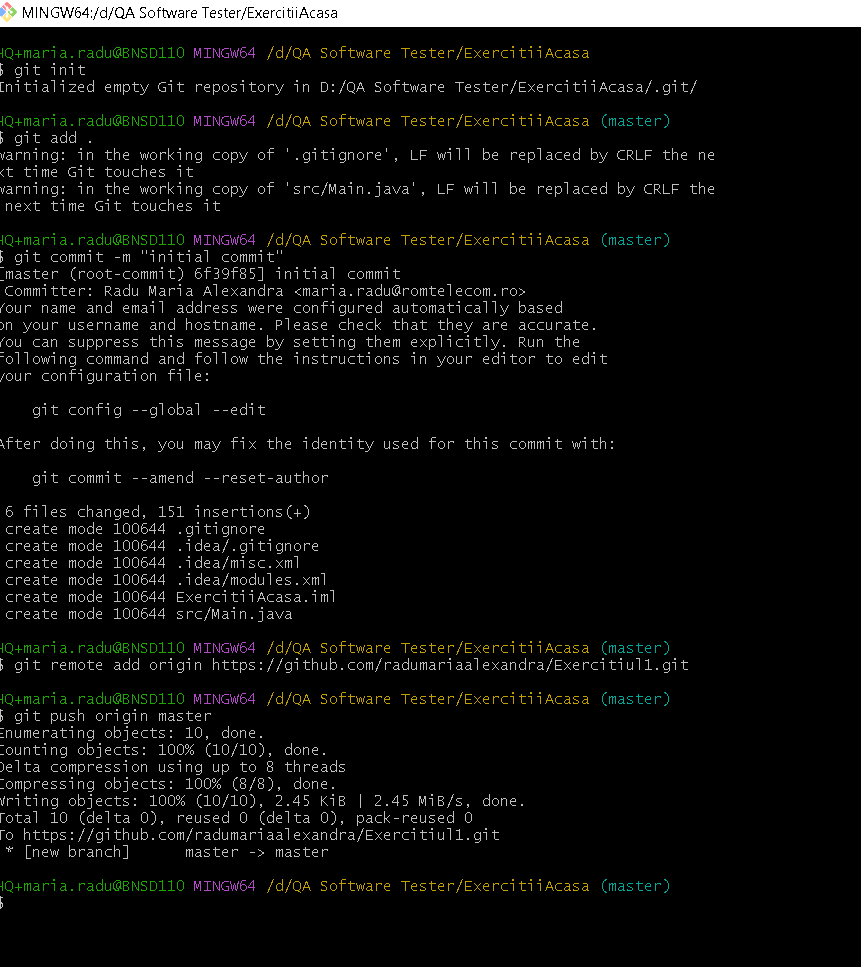 MINGW64:/d/QA Software Tester/ExercitiiAcasa
HQ+maria.radu@BNSD110 MINGW64 /d/QA Software Tester/ExercitiiAcasa
$ git init
Initialized empty Git repository in D:/QA Software Tester/ExercitiiAcasa/.git/
HQ+maria.radu@BNSD110 MINGW64 /d/QA Software Tester/ExercitiiAcasa (master)
$ git add .
warning: in the working copy of '.gitignore', LF will be replaced by CRLF the ne
xt time Git touches it
warning: in the working copy of 'src/Main.java', LF will be replaced by CRLF the
 next time Git touches it
HQ+maria.radu@BNSD110 MINGW64 /d/QA Software Tester/ExercitiiAcasa (master)
$ git commit -m "initial commit"
[master (root-commit) 6f39f85] initial commit
 Committer: Radu Maria Alexandra <maria.radu@romtelecom.ro>
Your name and email address were configured automatically based
on your username and hostname. Please check that they are accurate.
You can suppress this message by setting them explicitly. Run the
following command and follow the instructions in your editor to edit
your configuration file:
    git config --global --edit
After doing this, you may fix the identity used for this commit with:
    git commit --amend --reset-author
 6 files changed, 151 insertions(+)
 create mode 100644 .gitignore
 create mode 100644 .idea/.gitignore
 create mode 100644 .idea/misc.xml
 create mode 100644 .idea/modules.xml
 create mode 100644 ExercitiiAcasa.iml
 create mode 100644 src/Main.java
HQ+maria.radu@BNSD110 MINGW64 /d/QA Software Tester/ExercitiiAcasa (master)
$ git remote add origin https://github.com/radumariaalexandra/Exercitiul1.git
HQ+maria.radu@BNSD110 MINGW64 /d/QA Software Tester/ExercitiiAcasa (master)
$ git push origin master
Enumerating objects: 10, done.
Counting objects: 100% (10/10), done.
Delta compression using up to 8 threads
Compressing objects: 100% (8/8), done.
Writing objects: 100% (10/10), 2.45 KiB | 2.45 MiB/s, done.
Total 10 (delta 0), reused 0 (delta 0), pack-reused 0
To https://github.com/radumariaalexandra/Exercitiul1.git
 * [new branch]      master -> master
HQ+maria.radu@BNSD110 MINGW64 /d/QA Software Tester/ExercitiiAcasa (master)
$